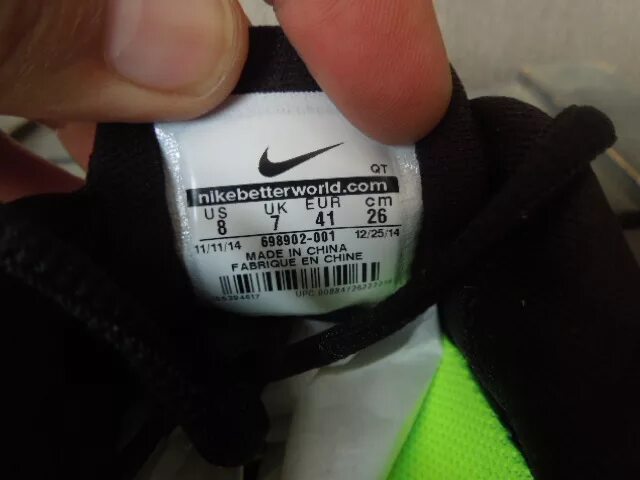 QT
nikebetterworld.com
US UK EUR cm
8 7 41 26
11/11/14 698902-001 12/25/14
MADE IN CHINA
FABRIQUE EN CHINE